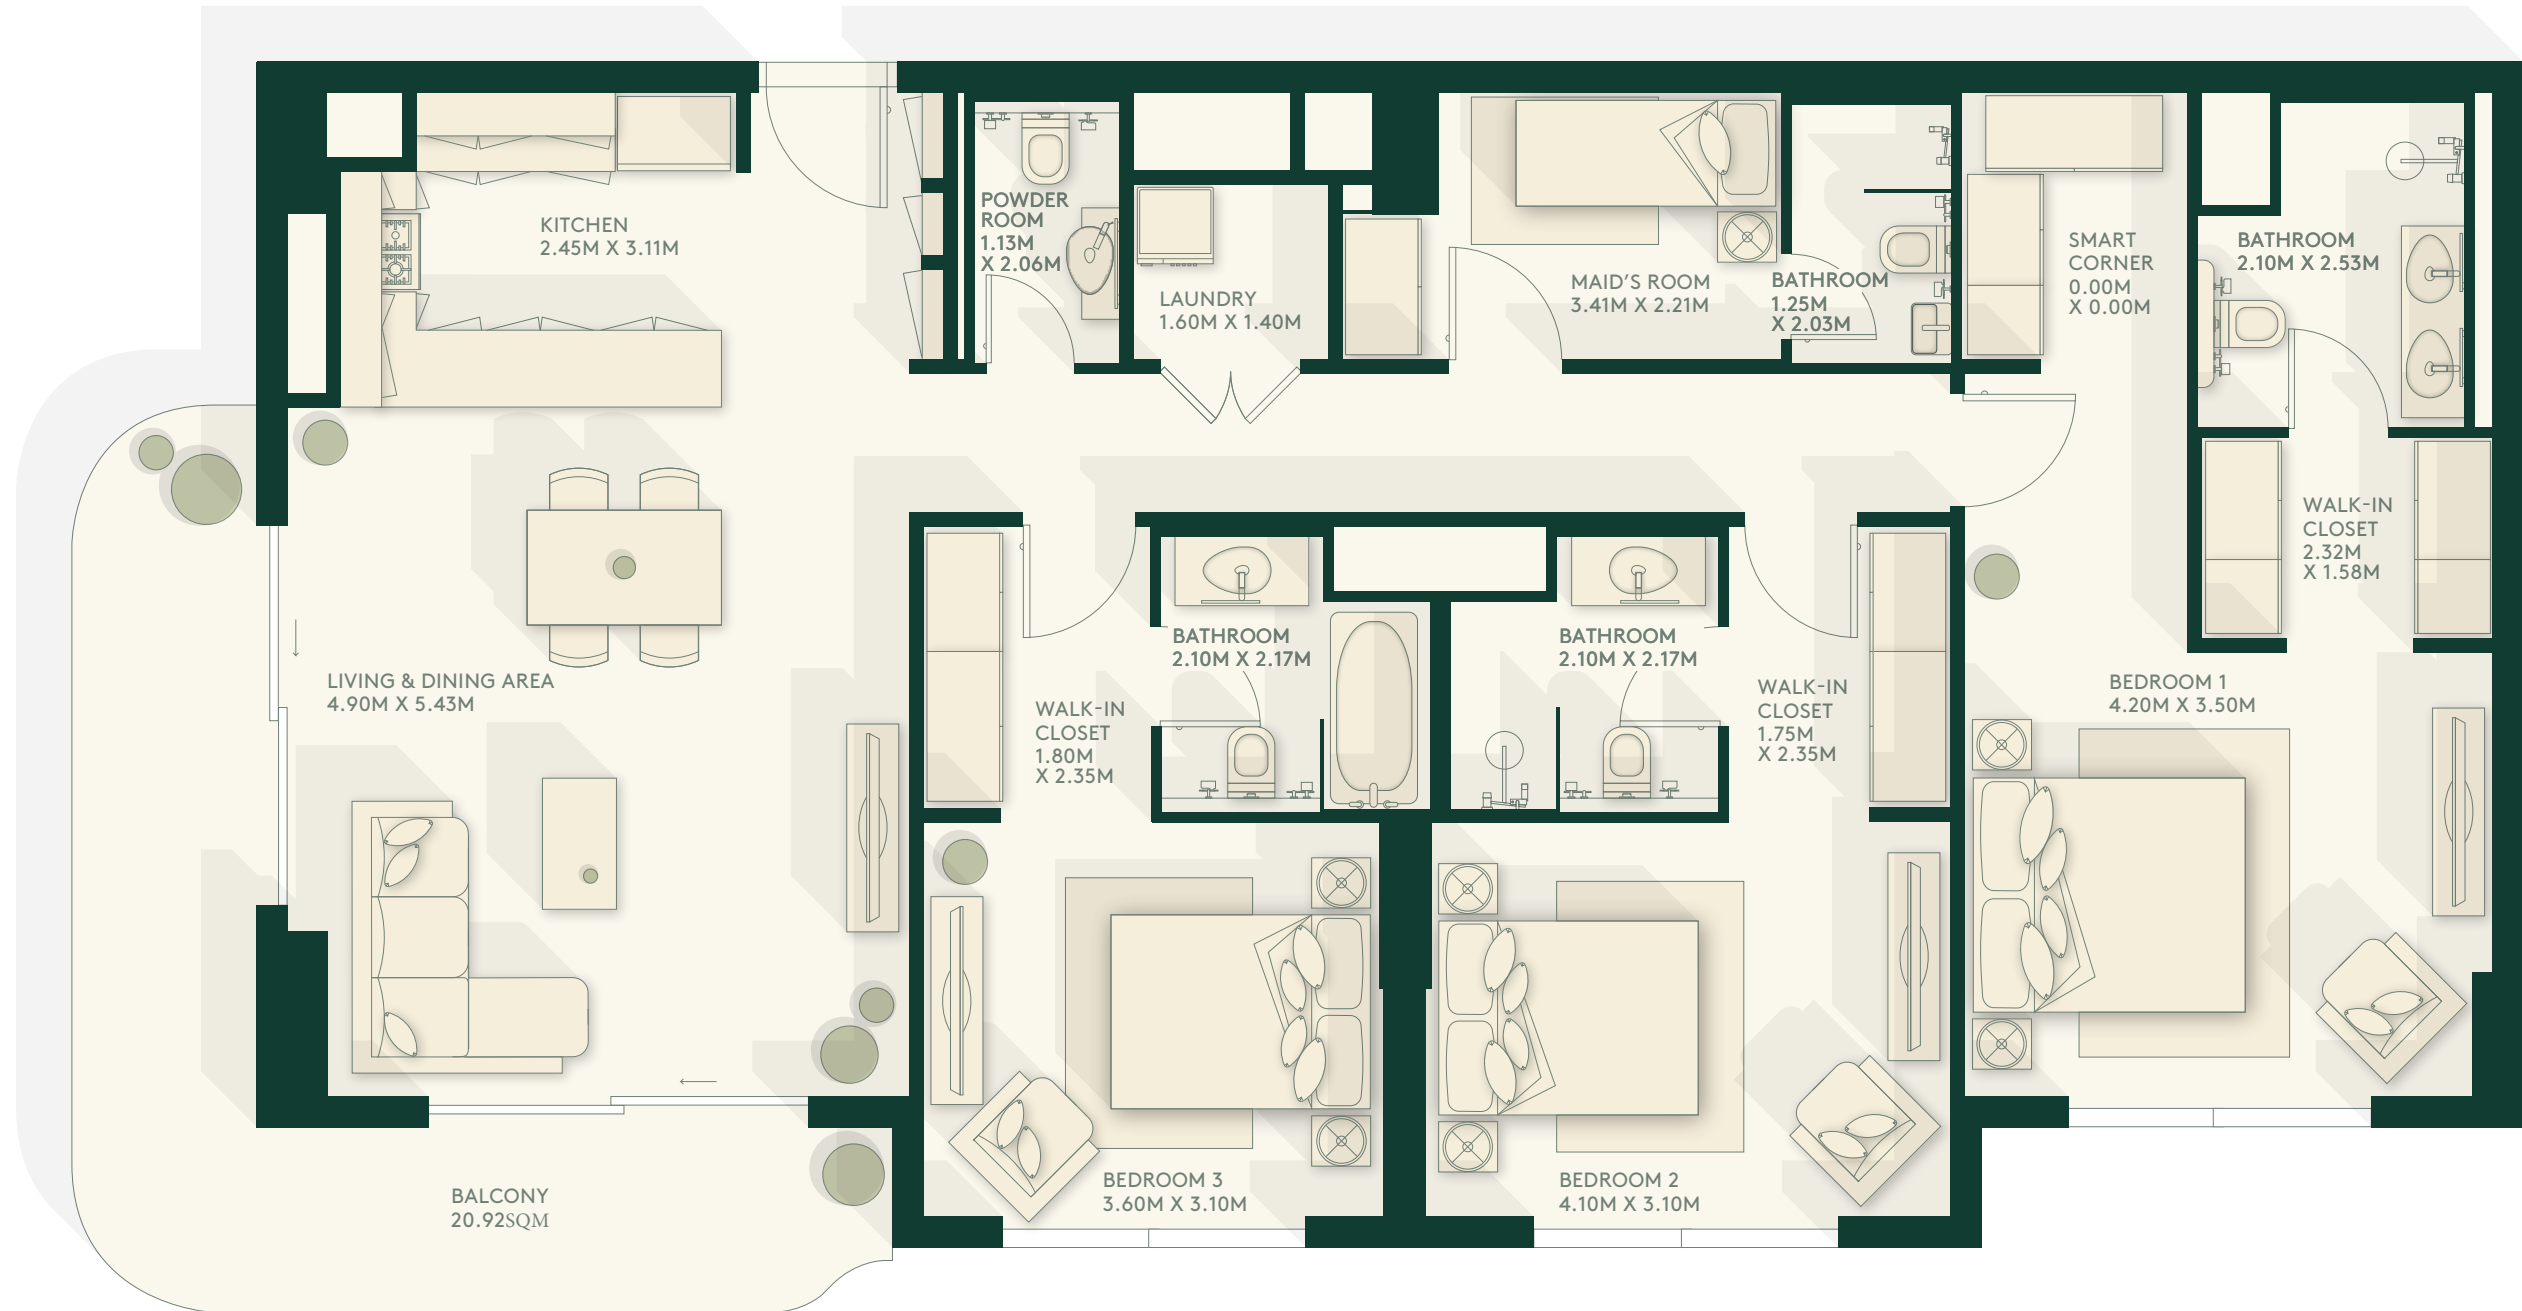 KITCHEN
2.45M X 3.11M
POWDER
ROOM
1.13M
X 2.06M
LAUNDRY
1.60M X 1.40M
MAID'S ROOM
3.41M X 2.21M
BATHROOM
1.25M
X 2.03M
SMART
CORNER
0.00M
X 0.00M
BATHROOM
2.10M X 2.53M
WALK-IN
CLOSET
2.32M
X 1.58M
LIVING & DINING AREA
4.90M X 5.43M
WALK-IN
CLOSET
1.80M
X 2.35M
BATHROOM
2.10M X 2.17M
BATHROOM
2.10M X 2.17M
WALK-IN
CLOSET
1.75M
X 2.35M
BEDROOM 1
4.20M X 3.50M
BALCONY
20.92SQM
BEDROOM 3
3.60M X 3.10M
BEDROOM 2
4.10M X 3.10M